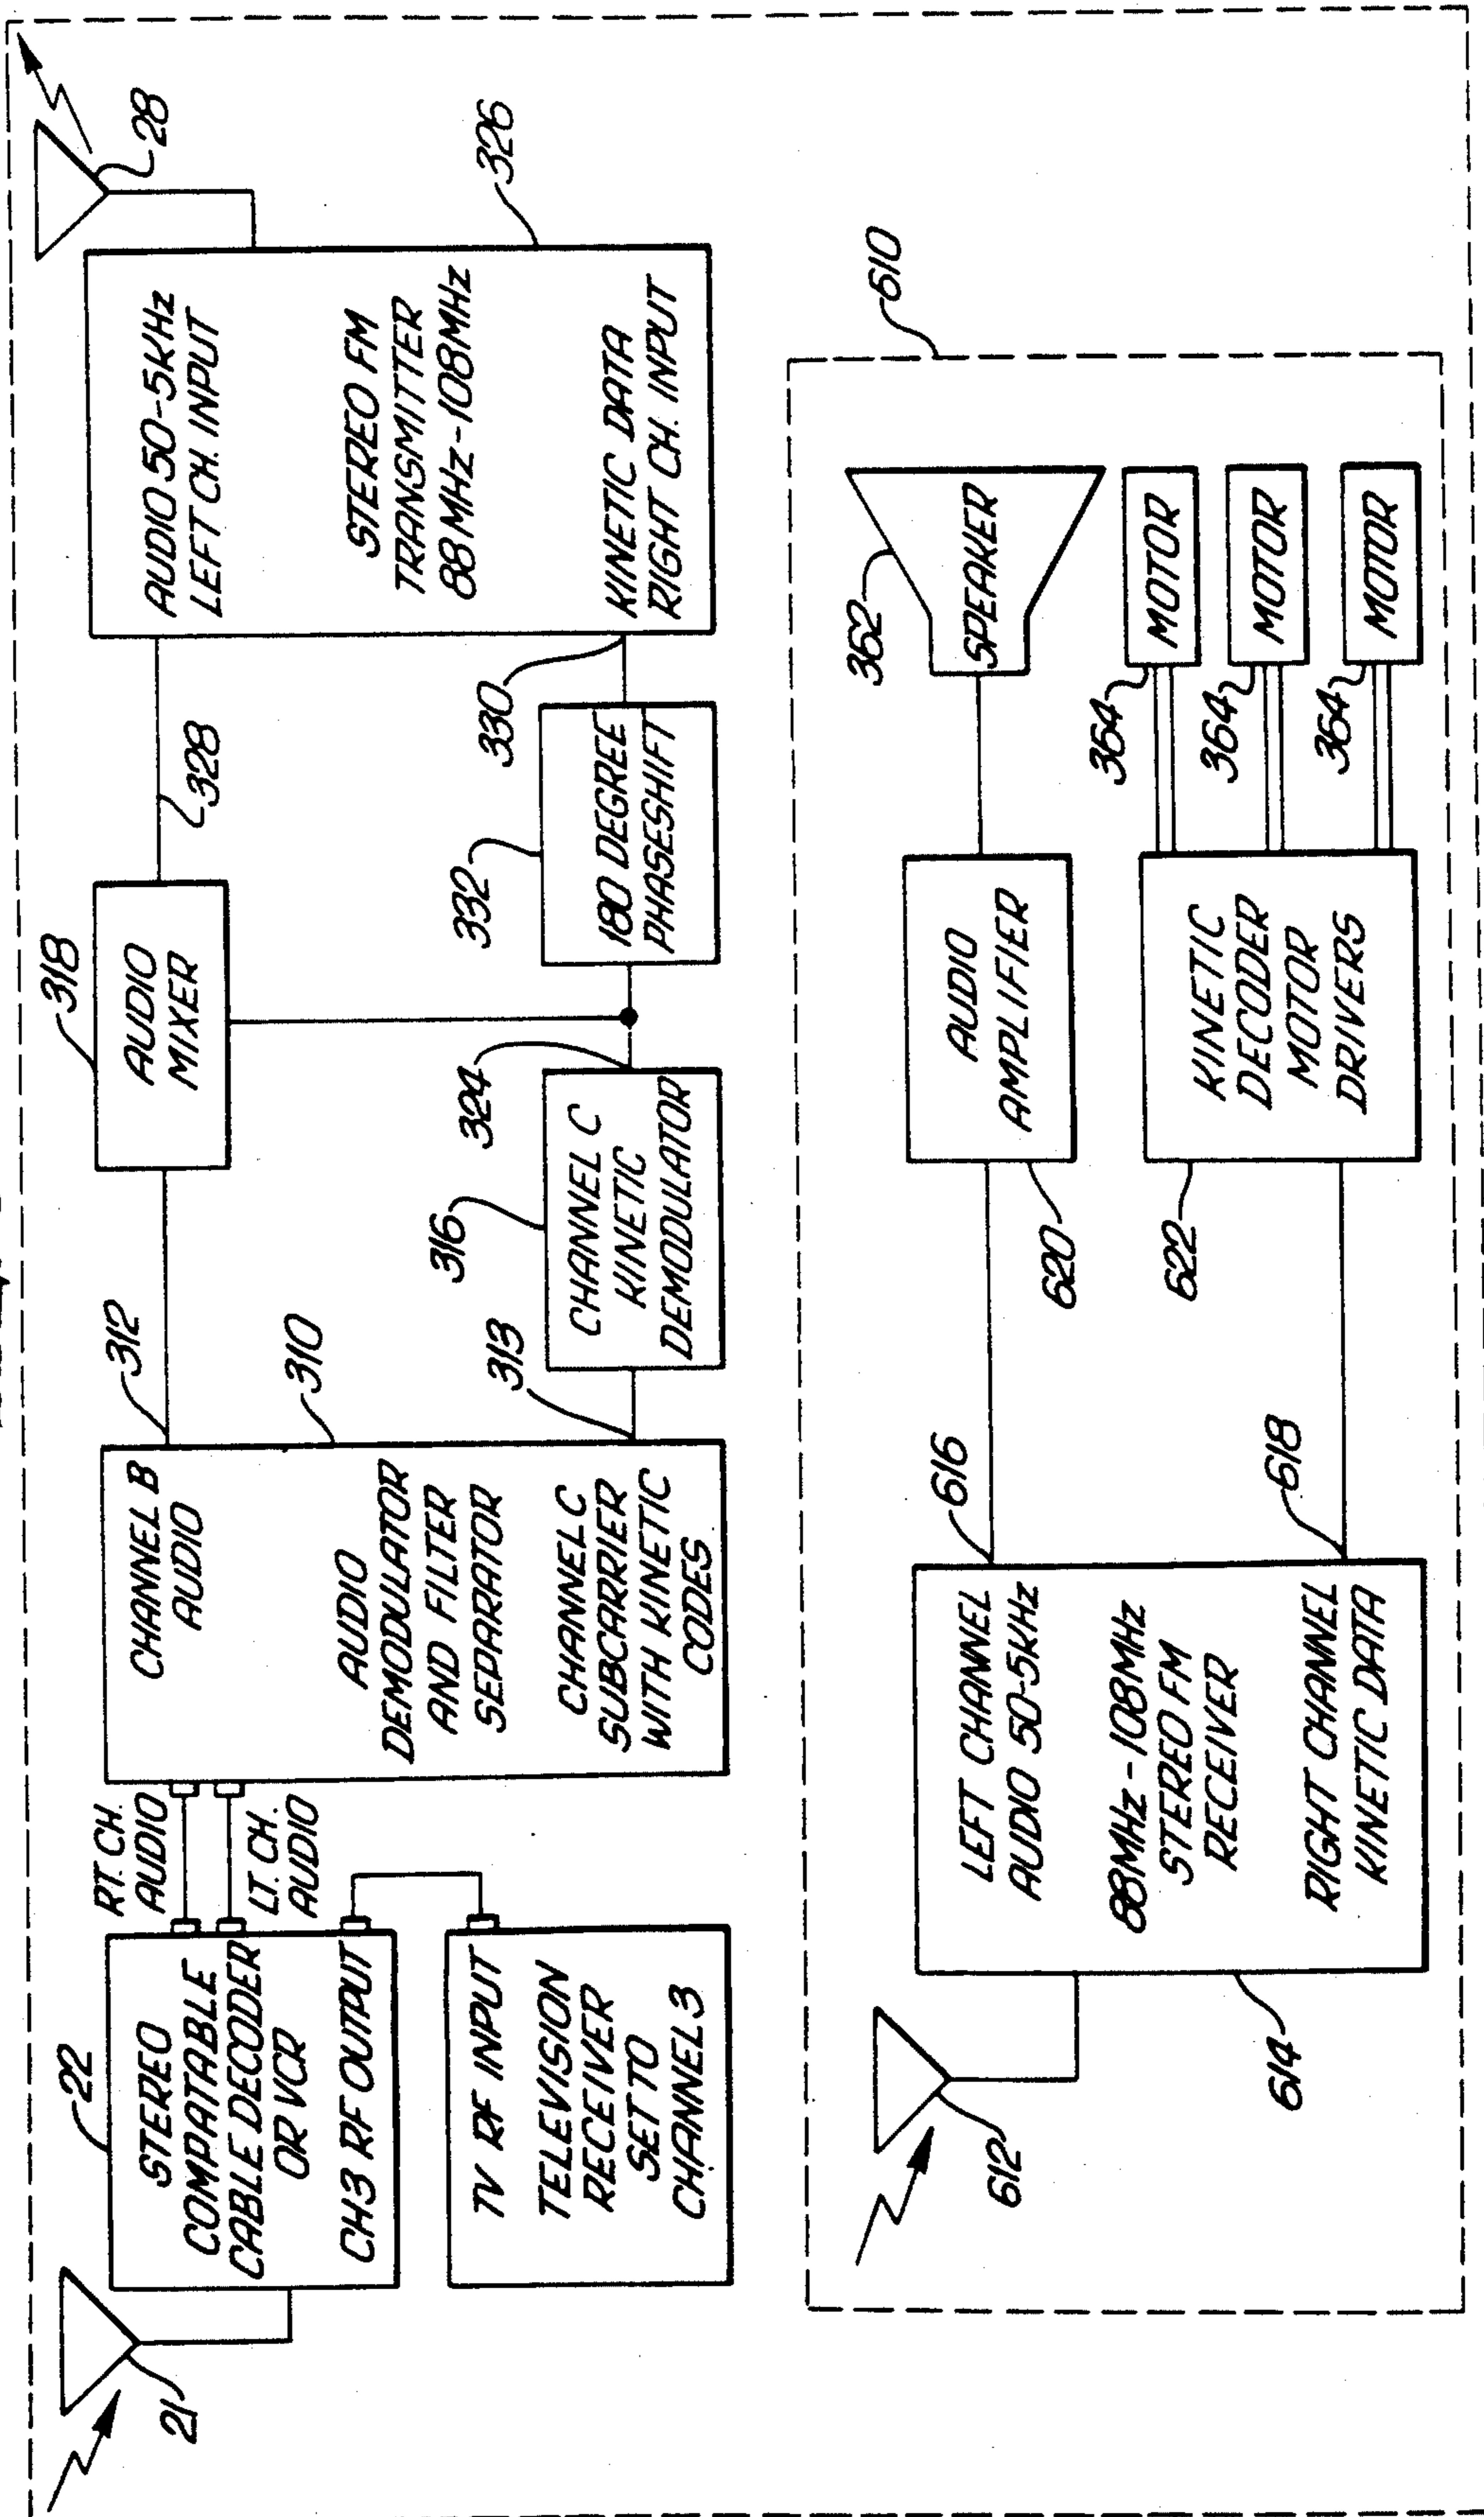 21
22
STEREO
COMPATABLE
CABLE DECODER
OR VCR
CH3 RF OUTPUT
TV RF INPUT
TELEVISION
RECEIVER
SET TO
CHANNEL 3
RT. CH.
AUDIO
LT. CH.
AUDIO
CHANNEL B
AUDIO
AUDIO
DEMODULATOR
AND FILTER
SEPARATOR
CHANNEL C
SUBCARRIER
WITH KINETIC
CODES
310
312
313
316
CHANNEL C
KINETIC
DEMODULATOR
324
318
AUDIO
MIXER
332
180 DEGREE
PHASESHIFT
328
330
AUDIO 50-5KHz
LEFT CH. INPUT
STEREO FM
TRANSMITTER
88MHz-108MHz
KINETIC DATA
RIGHT CH. INPUT
326
28
610
612
614
LEFT CHANNEL
AUDIO 50-5KHz
88MHz-108MHz
STEREO FM
RECEIVER
RIGHT CHANNEL
KINETIC DATA
616
618
620
AUDIO
AMPLIFIER
622
KINETIC
DECODER
MOTOR
DRIVERS
362
SPEAKER
364
MOTOR
364
MOTOR
364
MOTOR